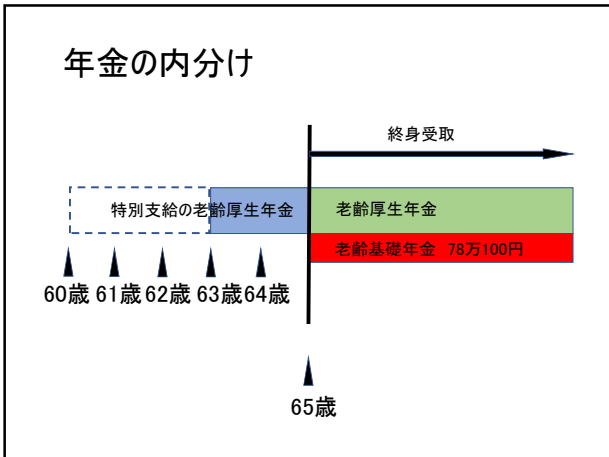 年金の内分け
終身受取
特別支給の老齢厚生年金
老齢厚生年金
老齢基礎年金 78万100円
60歳 61歳 62歳 63歳 64歳
65歳